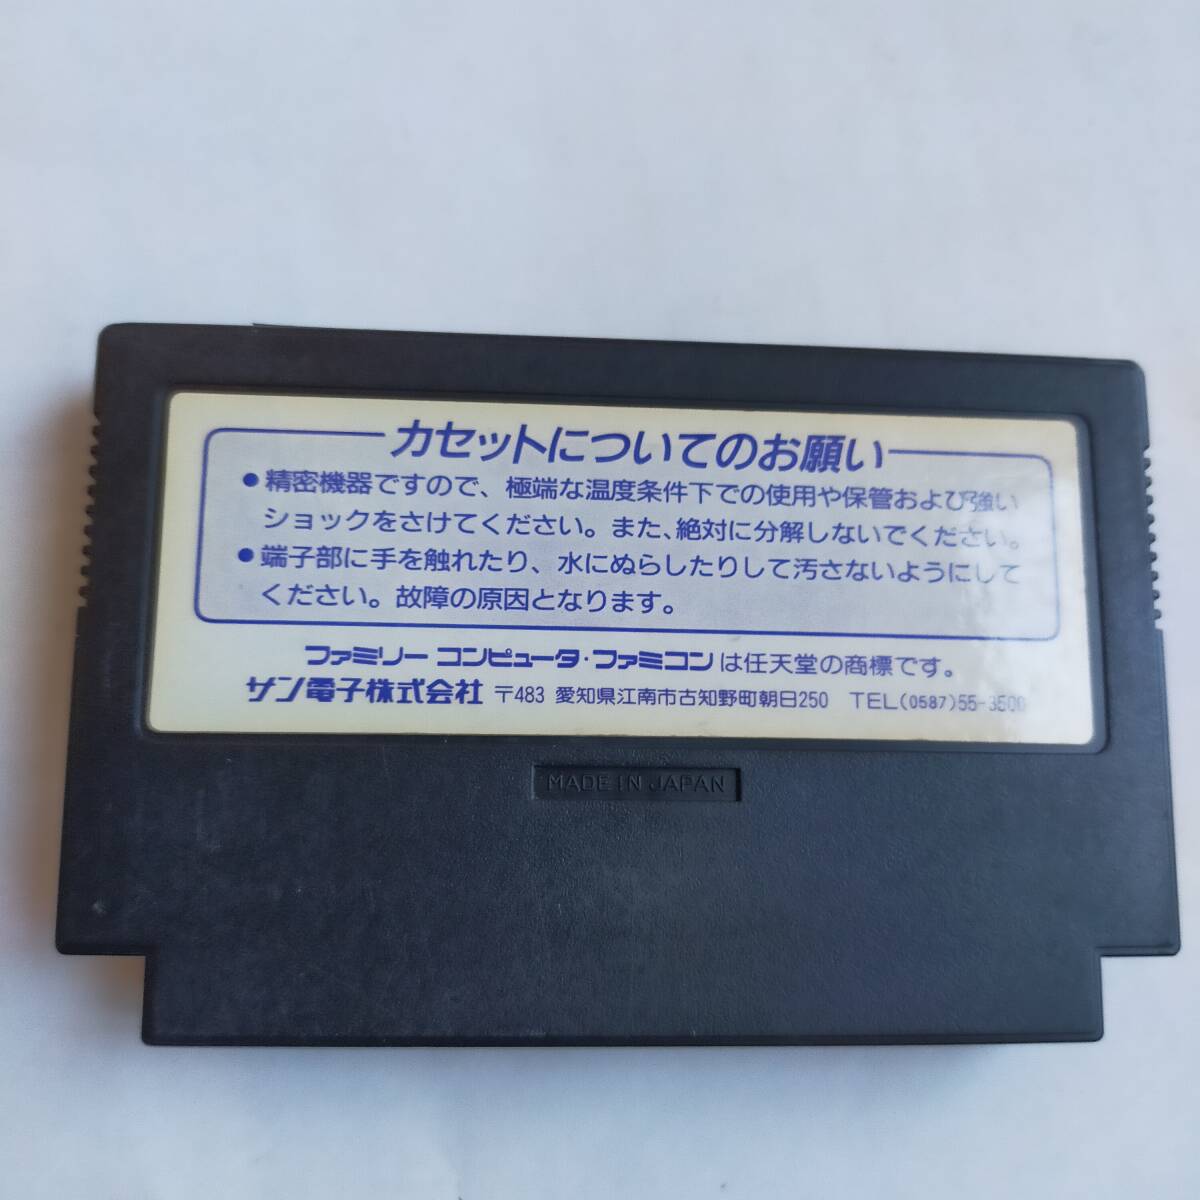 カセットについてのお願い
●精密機器ですので、極端な温度条件下での使用や保管および強い
ショックをさけてください。また、絶対に分解しないでください。
●端子部に手を触れたり、水にぬらしたりして汚さないようにして
ください。故障の原因となります。
ファミリーコンピュータ・ファミコンは任天堂の商標です。
サン電子株式会社 〒483 愛知県江南市古知野町朝日250 TEL(0587)55-3500
MADE IN JAPAN